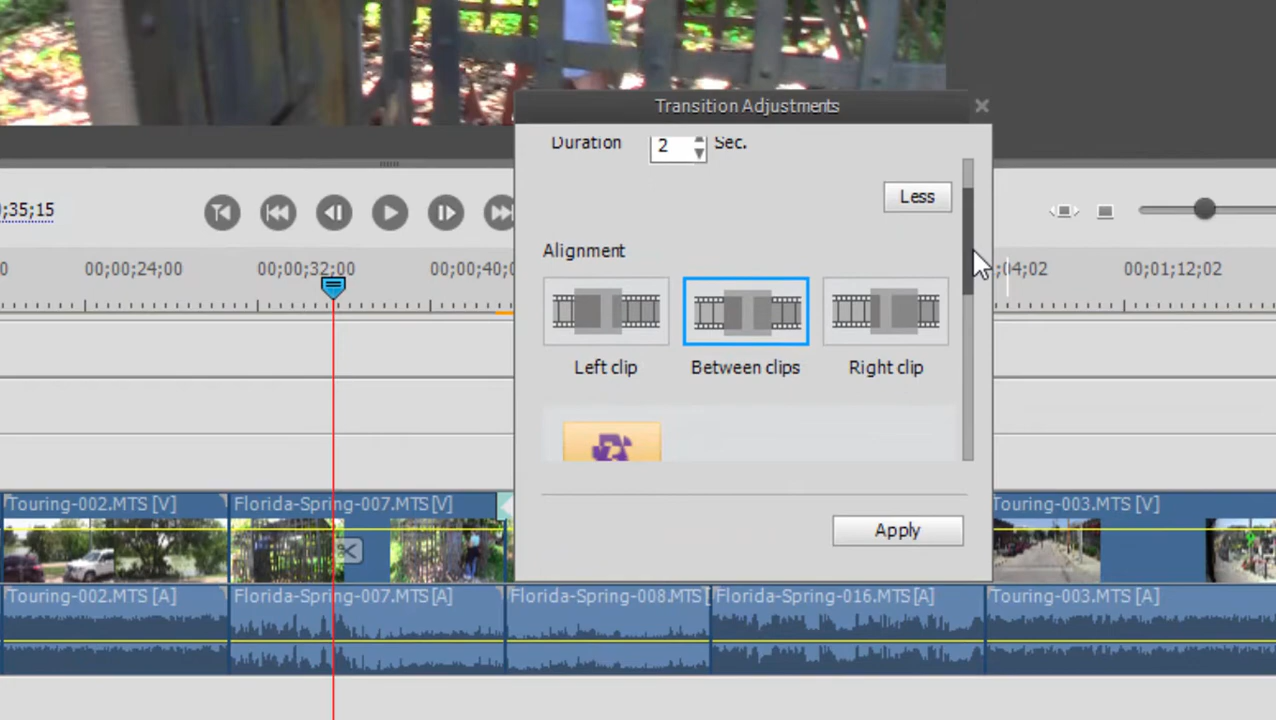 Transition Adjustments
Duration 2 Sec.
Less
;35;15
0 00;00;24;00 00;00;32;00 00;00;40;0 ;04;02 00;01;12;02
Alignment
Left clip Between clips Right clip
Apply
Touring-002.MTS [V] Florida-Spring-007.MTS [V] Touring-003.MTS [V]
Touring-002.MTS [A] Florida-Spring-007.MTS [A] Florida-Spring-008.MTS [ Florida-Spring-016.MTS [A] Touring-003.MTS [A]